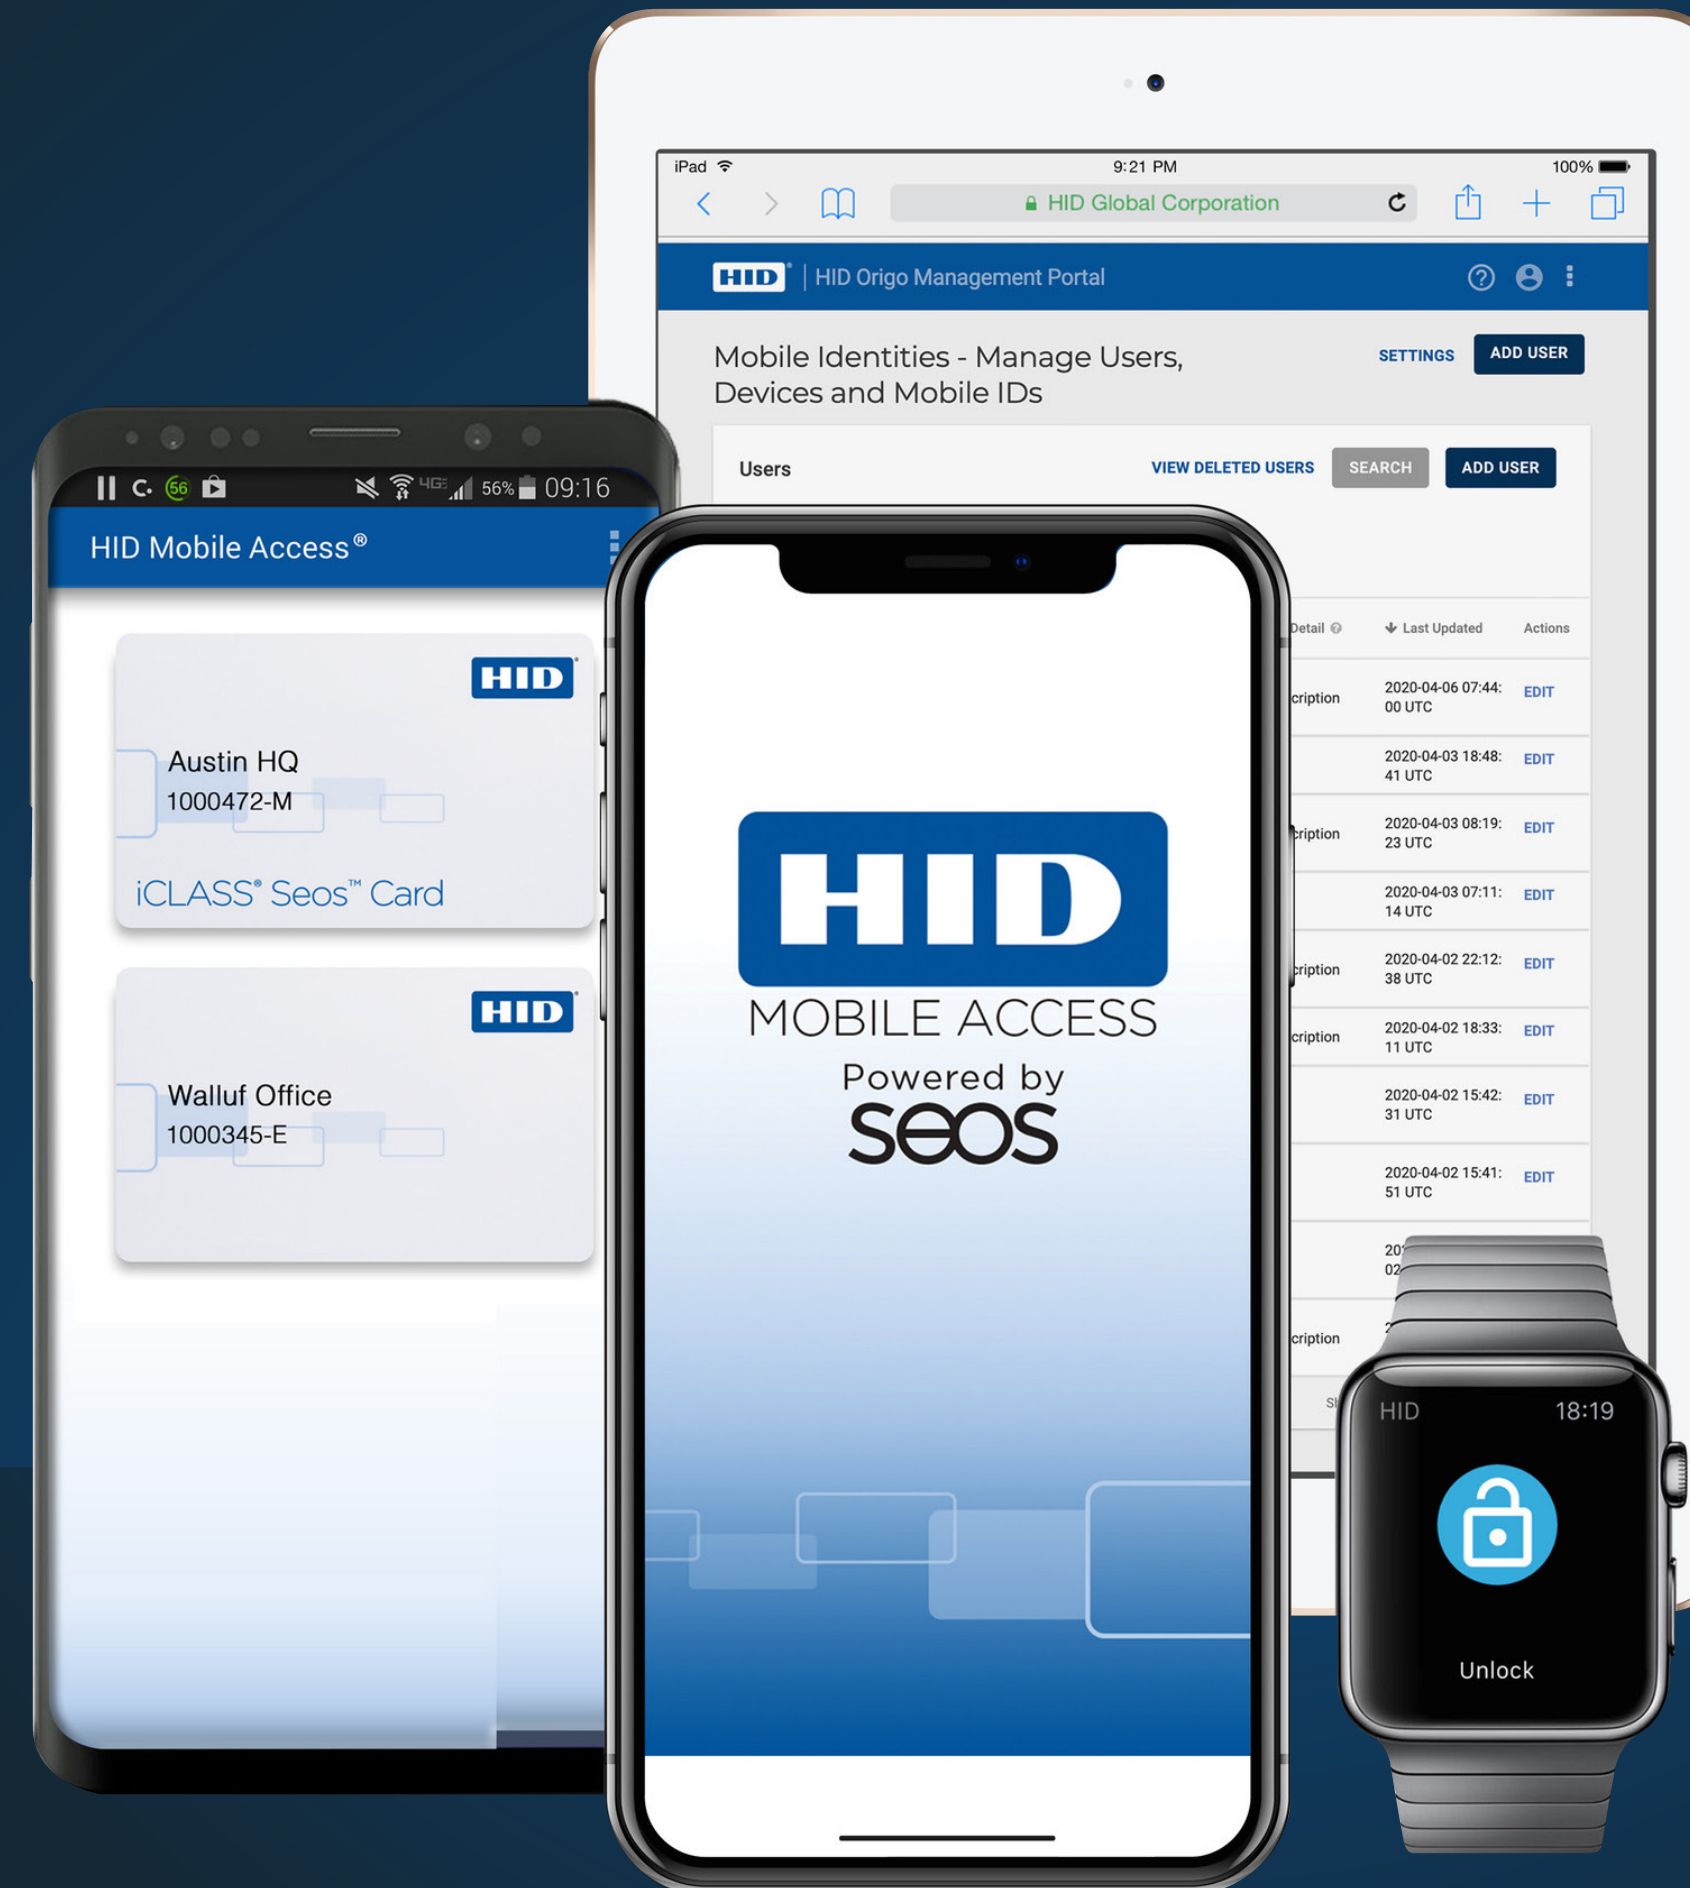 iPad
9:21 PM
100%
HID Global Corporation
HID® | HID Origo Management Portal
Mobile Identities - Manage Users,
Devices and Mobile IDs
SETTINGS
ADD USER
Users
VIEW DELETED USERS
SEARCH
ADD USER
Detail
Last Updated
Actions
cription
2020-04-06 07:44:
00 UTC
EDIT
2020-04-03 18:48:
41 UTC
EDIT
cription
2020-04-03 08:19:
23 UTC
EDIT
2020-04-03 07:11:
14 UTC
EDIT
cription
2020-04-02 22:12:
38 UTC
EDIT
cription
2020-04-02 18:33:
11 UTC
EDIT
2020-04-02 15:42:
31 UTC
EDIT
2020-04-02 15:41:
51 UTC
EDIT
20
02
cription
C. 56
4G
56%
09:16
HID Mobile Access®
HID
Austin HQ
1000472-M
iCLASS® Seos™ Card
HID
Walluf Office
1000345-E
HID
MOBILE ACCESS
Powered by
seos
HID
18:19
Unlock